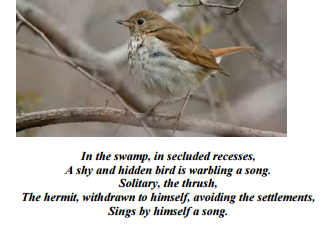 In the swamp, in secluded recesses,
A shy and hidden bird is warbling a song.
Solitary, the thrush,
The hermit, withdrawn to himself, avoiding the settlements,
Sings by himself a song.